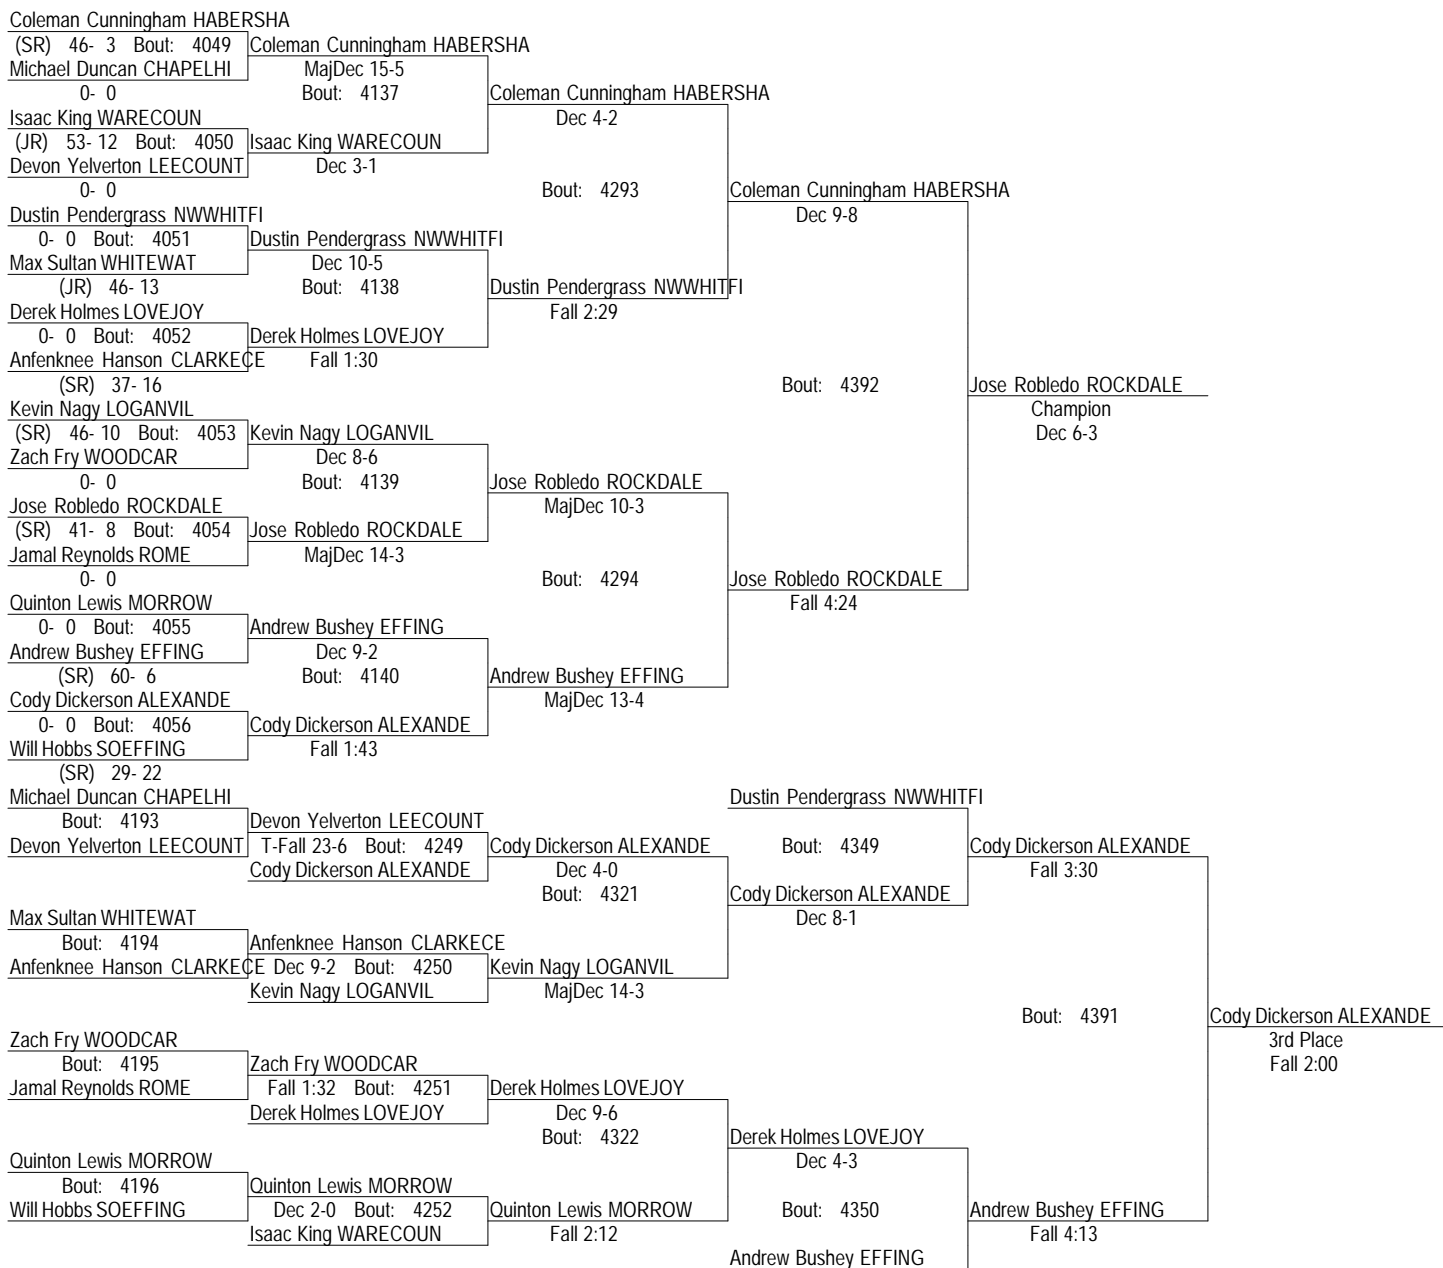 Coleman Cunningham HABERSHA
(SR) 46- 3 Bout: 4049 Coleman Cunningham HABERSHA
Michael Duncan CHAPELHI MajDec 15-5
0- 0 Bout: 4137 Coleman Cunningham HABERSHA
Isaac King WARECOUN Dec 4-2
(JR) 53- 12 Bout: 4050 Isaac King WARECOUN
Devon Yelverton LEECOUNT Dec 3-1
0- 0 Bout: 4293 Coleman Cunningham HABERSHA
Dustin Pendergrass NWWHITFI Dec 9-8
0- 0 Bout: 4051 Dustin Pendergrass NWWHITFI
Max Sultan WHITEWAT Dec 10-5
(JR) 46- 13 Bout: 4138 Dustin Pendergrass NWWHITFI
Derek Holmes LOVEJOY Fall 2:29
0- 0 Bout: 4052 Derek Holmes LOVEJOY
Anfenknee Hanson CLARKECE Fall 1:30
(SR) 37- 16 Bout: 4392 Jose Robledo ROCKDALE
Kevin Nagy LOGANVIL Champion
(SR) 46- 10 Bout: 4053 Kevin Nagy LOGANVIL Dec 6-3
Zach Fry WOODCAR Dec 8-6
0- 0 Bout: 4139 Jose Robledo ROCKDALE
Jose Robledo ROCKDALE MajDec 10-3
(SR) 41- 8 Bout: 4054 Jose Robledo ROCKDALE
Jamal Reynolds ROME MajDec 14-3
0- 0 Bout: 4294 Jose Robledo ROCKDALE
Quinton Lewis MORROW Fall 4:24
0- 0 Bout: 4055 Andrew Bushey EFFING
Andrew Bushey EFFING Dec 9-2
(SR) 60- 6 Bout: 4140 Andrew Bushey EFFING
Cody Dickerson ALEXANDE MajDec 13-4
0- 0 Bout: 4056 Cody Dickerson ALEXANDE
Will Hobbs SOEFFING Fall 1:43
(SR) 29- 22
Michael Duncan CHAPELHI Dustin Pendergrass NWWHITFI
Bout: 4193 Devon Yelverton LEECOUNT
Devon Yelverton LEECOUNT T-Fall 23-6 Bout: 4249 Cody Dickerson ALEXANDE Bout: 4349 Cody Dickerson ALEXANDE
Cody Dickerson ALEXANDE Dec 4-0 Fall 3:30
Bout: 4321 Cody Dickerson ALEXANDE
Max Sultan WHITEWAT Dec 8-1
Bout: 4194 Anfenknee Hanson CLARKECE
Anfenknee Hanson CLARKECE Dec 9-2 Bout: 4250 Kevin Nagy LOGANVIL
Kevin Nagy LOGANVIL MajDec 14-3
Bout: 4391 Cody Dickerson ALEXANDE
Zach Fry WOODCAR 3rd Place
Bout: 4195 Zach Fry WOODCAR Fall 2:00
Jamal Reynolds ROME Fall 1:32 Bout: 4251 Derek Holmes LOVEJOY
Derek Holmes LOVEJOY Dec 9-6
Bout: 4322 Derek Holmes LOVEJOY
Quinton Lewis MORROW Dec 4-3
Bout: 4196 Quinton Lewis MORROW
Will Hobbs SOEFFING Dec 2-0 Bout: 4252 Quinton Lewis MORROW Bout: 4350 Andrew Bushey EFFING
Isaac King WARECOUN Fall 2:12 Fall 4:13
Andrew Bushey EFFING